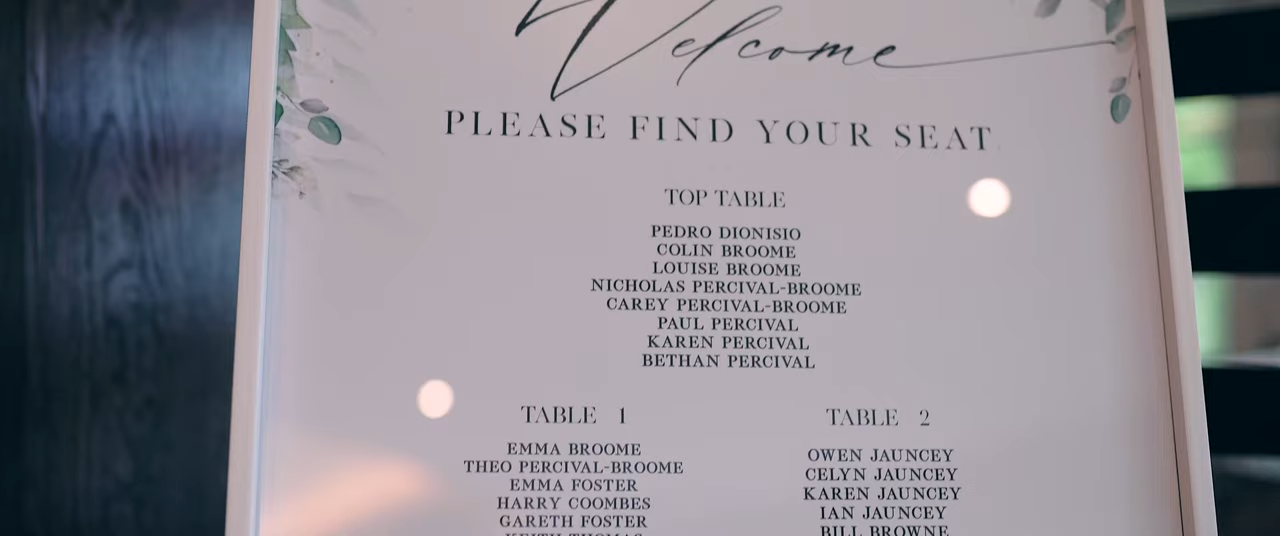 Welcome
PLEASE FIND YOUR SEAT
TOP TABLE
PEDRO DIONISIO
COLIN BROOME
LOUISE BROOME
NICHOLAS PERCIVAL-BROOME
CAREY PERCIVAL-BROOME
PAUL PERCIVAL
KAREN PERCIVAL
BETHAN PERCIVAL
TABLE 1
EMMA BROOME
THEO PERCIVAL-BROOME
EMMA FOSTER
HARRY COOMBES
GARETH FOSTER
KEITH THOMAS
TABLE 2
OWEN JAUNCEY
CELYN JAUNCEY
KAREN JAUNCEY
IAN JAUNCEY
BILL BROWNE